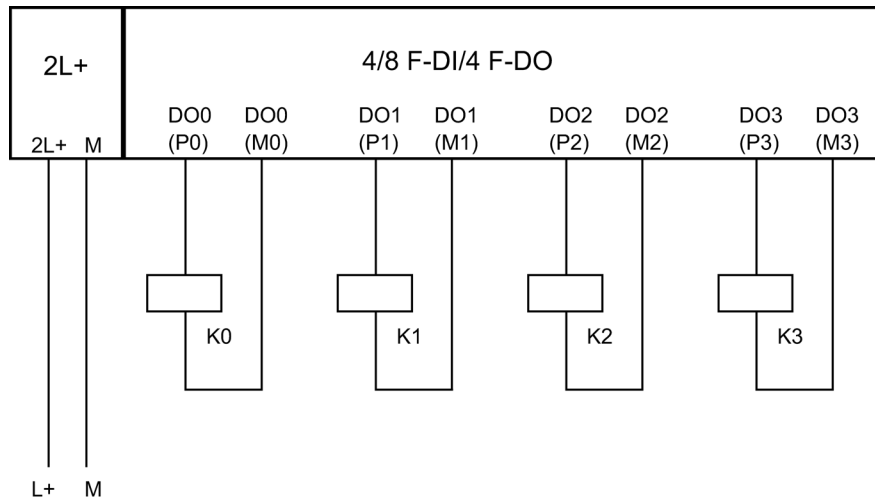 2L+ 4/8 F-DI/4 F-DO
DO0 DO0 DO1 DO1 DO2 DO2 DO3 DO3
2L+ M (P0) (M0) (P1) (M1) (P2) (M2) (P3) (M3)
K0 K1 K2 K3
L+ M